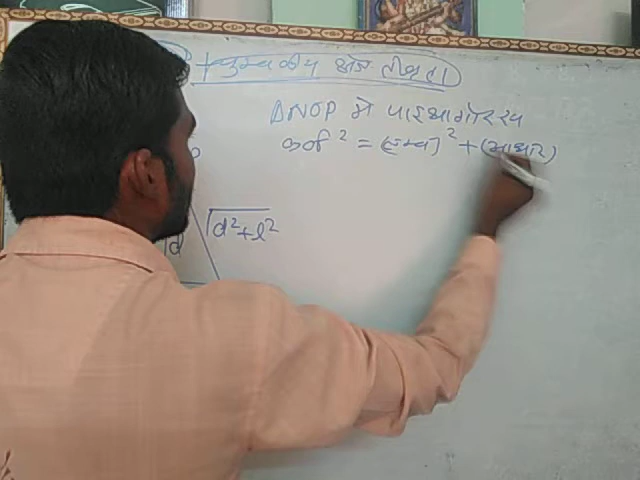 चुम्बकीय क्षेत्र तीव्रता
ΔNOP मे पाइथागोरस
कर्ण² = (लम्ब)² + (आधार)
d √d²+l²